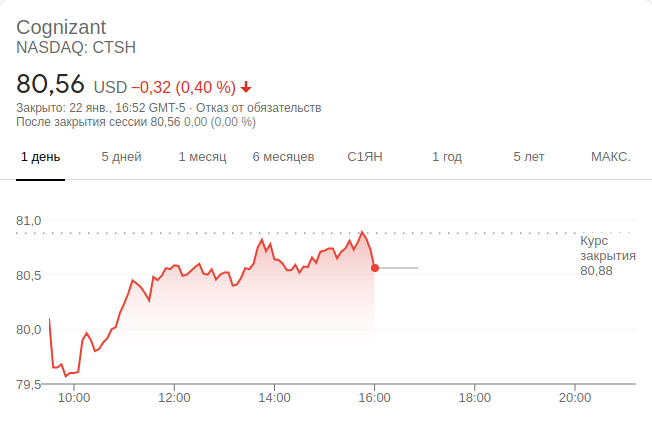 Cognizant
NASDAQ: CTSH
80,56 USD −0,32 (0,40 %)
Закрыто: 22 янв., 16:52 GMT-5 · Отказ от обязательств
После закрытия сессии 80,56 0,00 (0,00 %)
1 день 5 дней 1 месяц 6 месяцев С1ЯН 1 год 5 лет МАКС.
81,0
Курс
закрытия
80,88
80,5
80,0
79,5
10:00 12:00 14:00 16:00 18:00 20:00